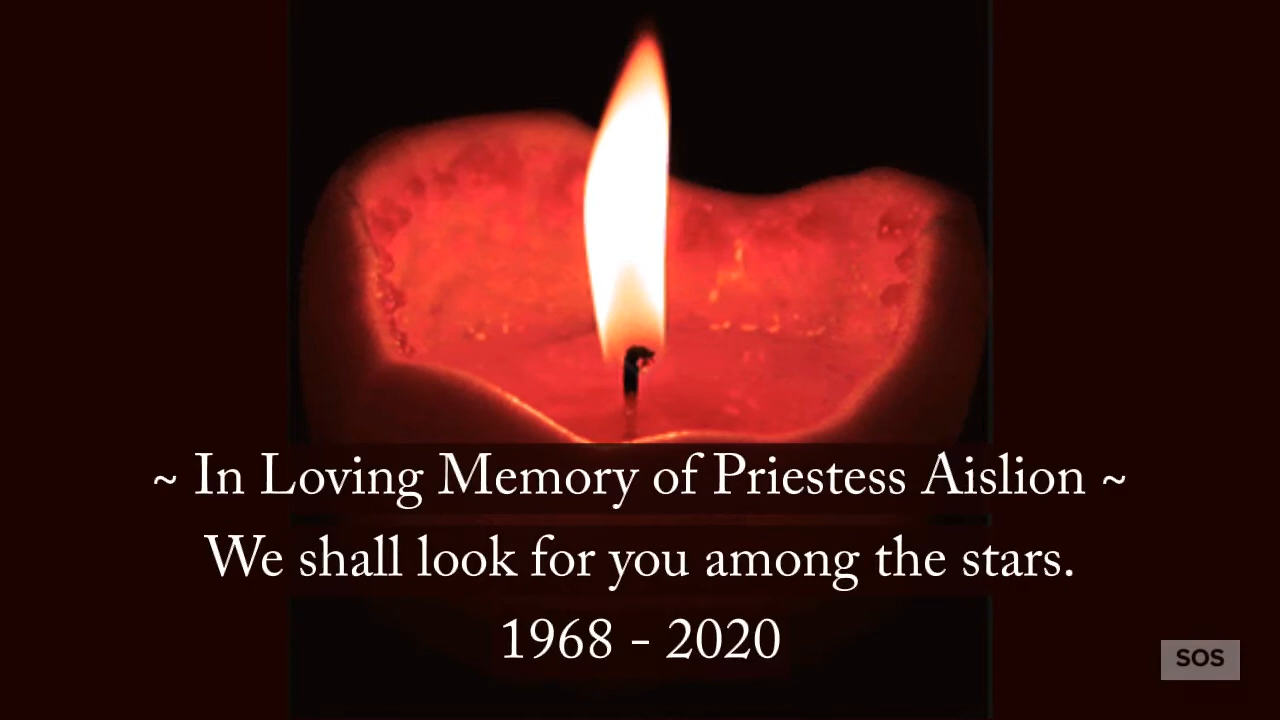 ~ In Loving Memory of Priestess Aislion ~
We shall look for you among the stars.
1968 - 2020
SOS